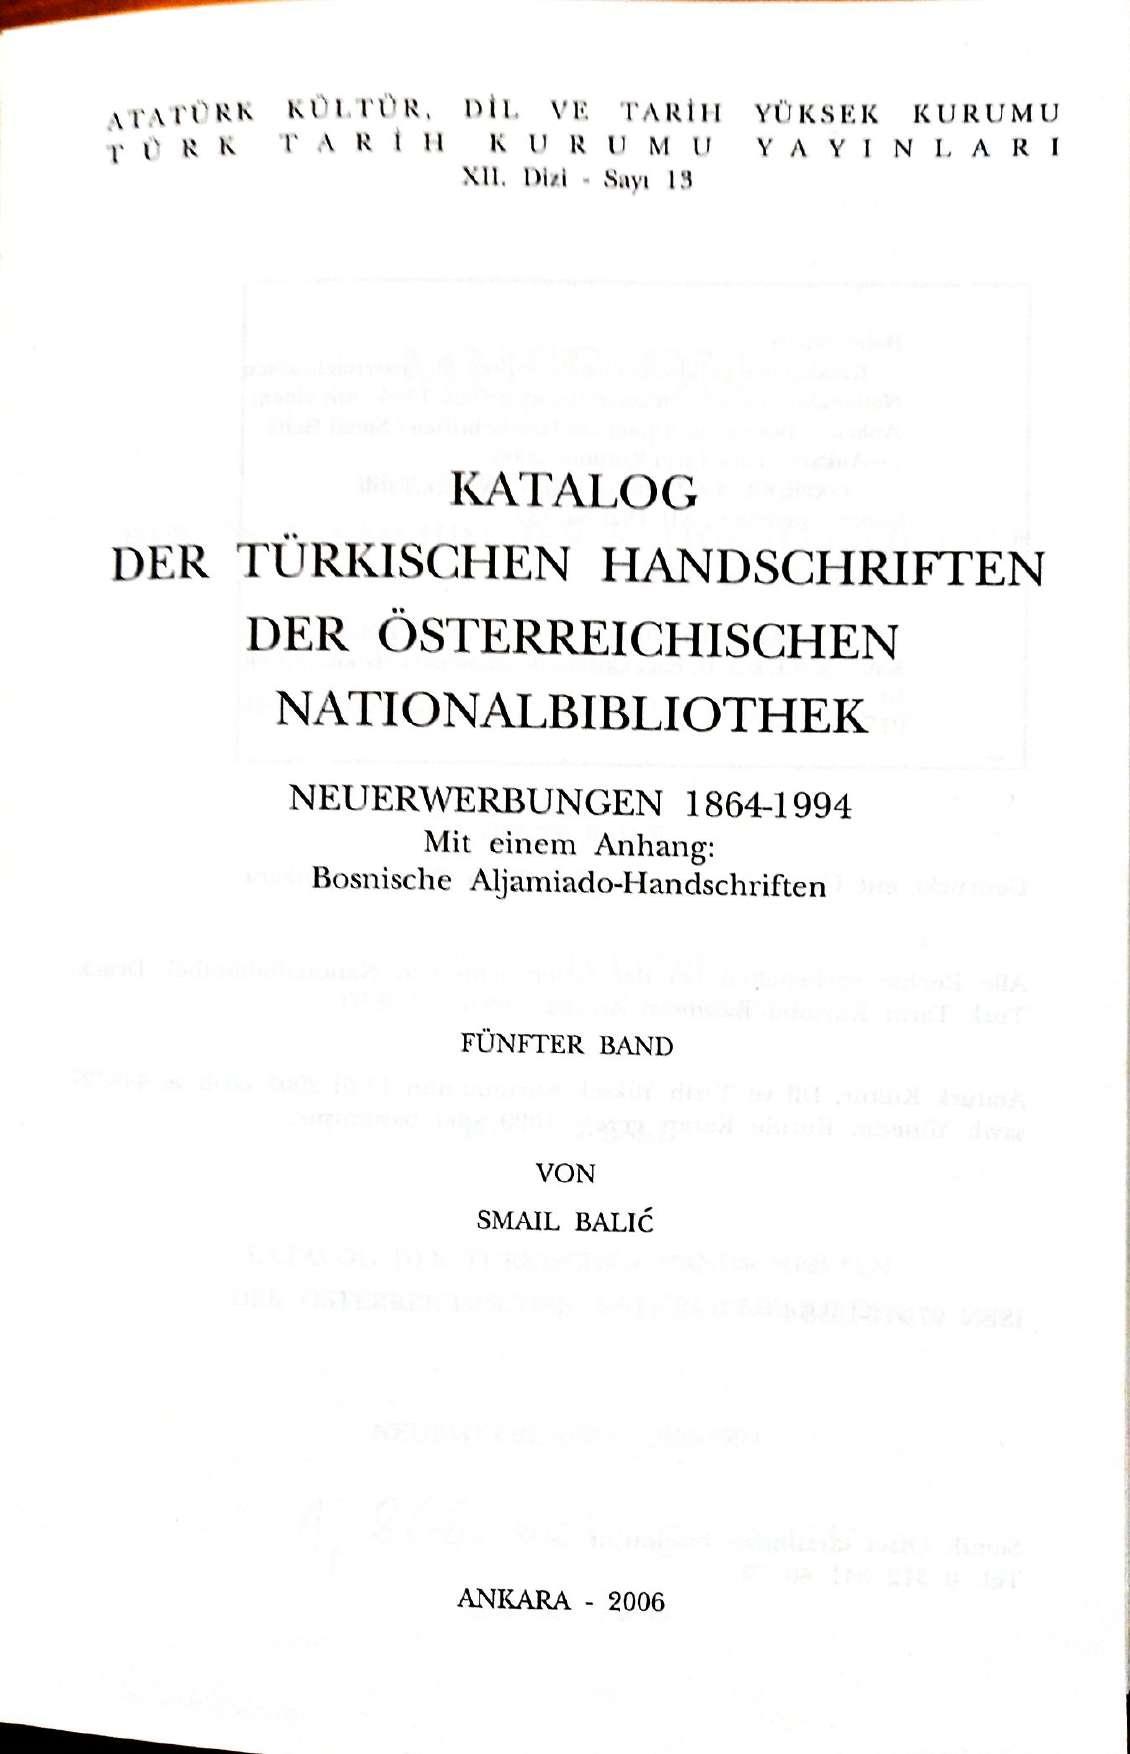 ATATÜRK KÜLTÜR, DİL VE TARİH YÜKSEK KURUMU
TÜRK TARİH KURUMU YAYINLARI
XII. Dizi - Sayı 13
KATALOG
DER TÜRKISCHEN HANDSCHRIFTEN
DER ÖSTERREICHISCHEN
NATIONALBIBLIOTHEK
NEUERWERBUNGEN 1864-1994
Mit einem Anhang:
Bosnische Aljamiado-Handschriften
FÜNFTER BAND
VON
SMAIL BALIĆ
ANKARA - 2006